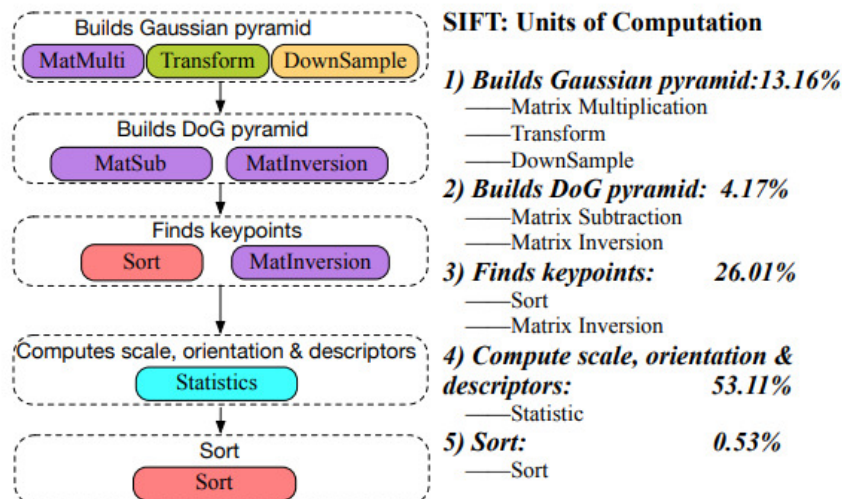 Builds Gaussian pyramid
MatMulti Transform DownSample
Builds DoG pyramid
MatSub MatInversion
Finds keypoints
Sort MatInversion
Computes scale, orientation & descriptors
Statistics
Sort
Sort
SIFT: Units of Computation
1) Builds Gaussian pyramid:13.16%
——Matrix Multiplication
——Transform
——DownSample
2) Builds DoG pyramid: 4.17%
——Matrix Subtraction
——Matrix Inversion
3) Finds keypoints: 26.01%
——Sort
——Matrix Inversion
4) Compute scale, orientation &
descriptors: 53.11%
——Statistic
5) Sort: 0.53%
——Sort